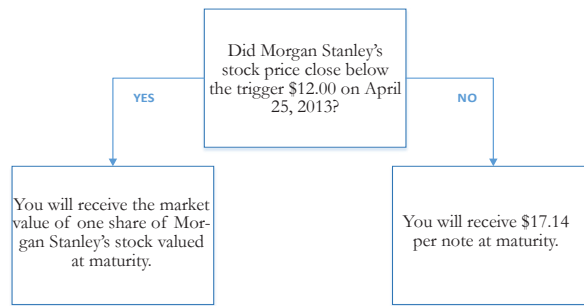 Did Morgan Stanley's
stock price close below
the trigger $12.00 on April
25, 2013?
YES
NO
You will receive the market
value of one share of Mor-
gan Stanley's stock valued
at maturity.
You will receive $17.14
per note at maturity.